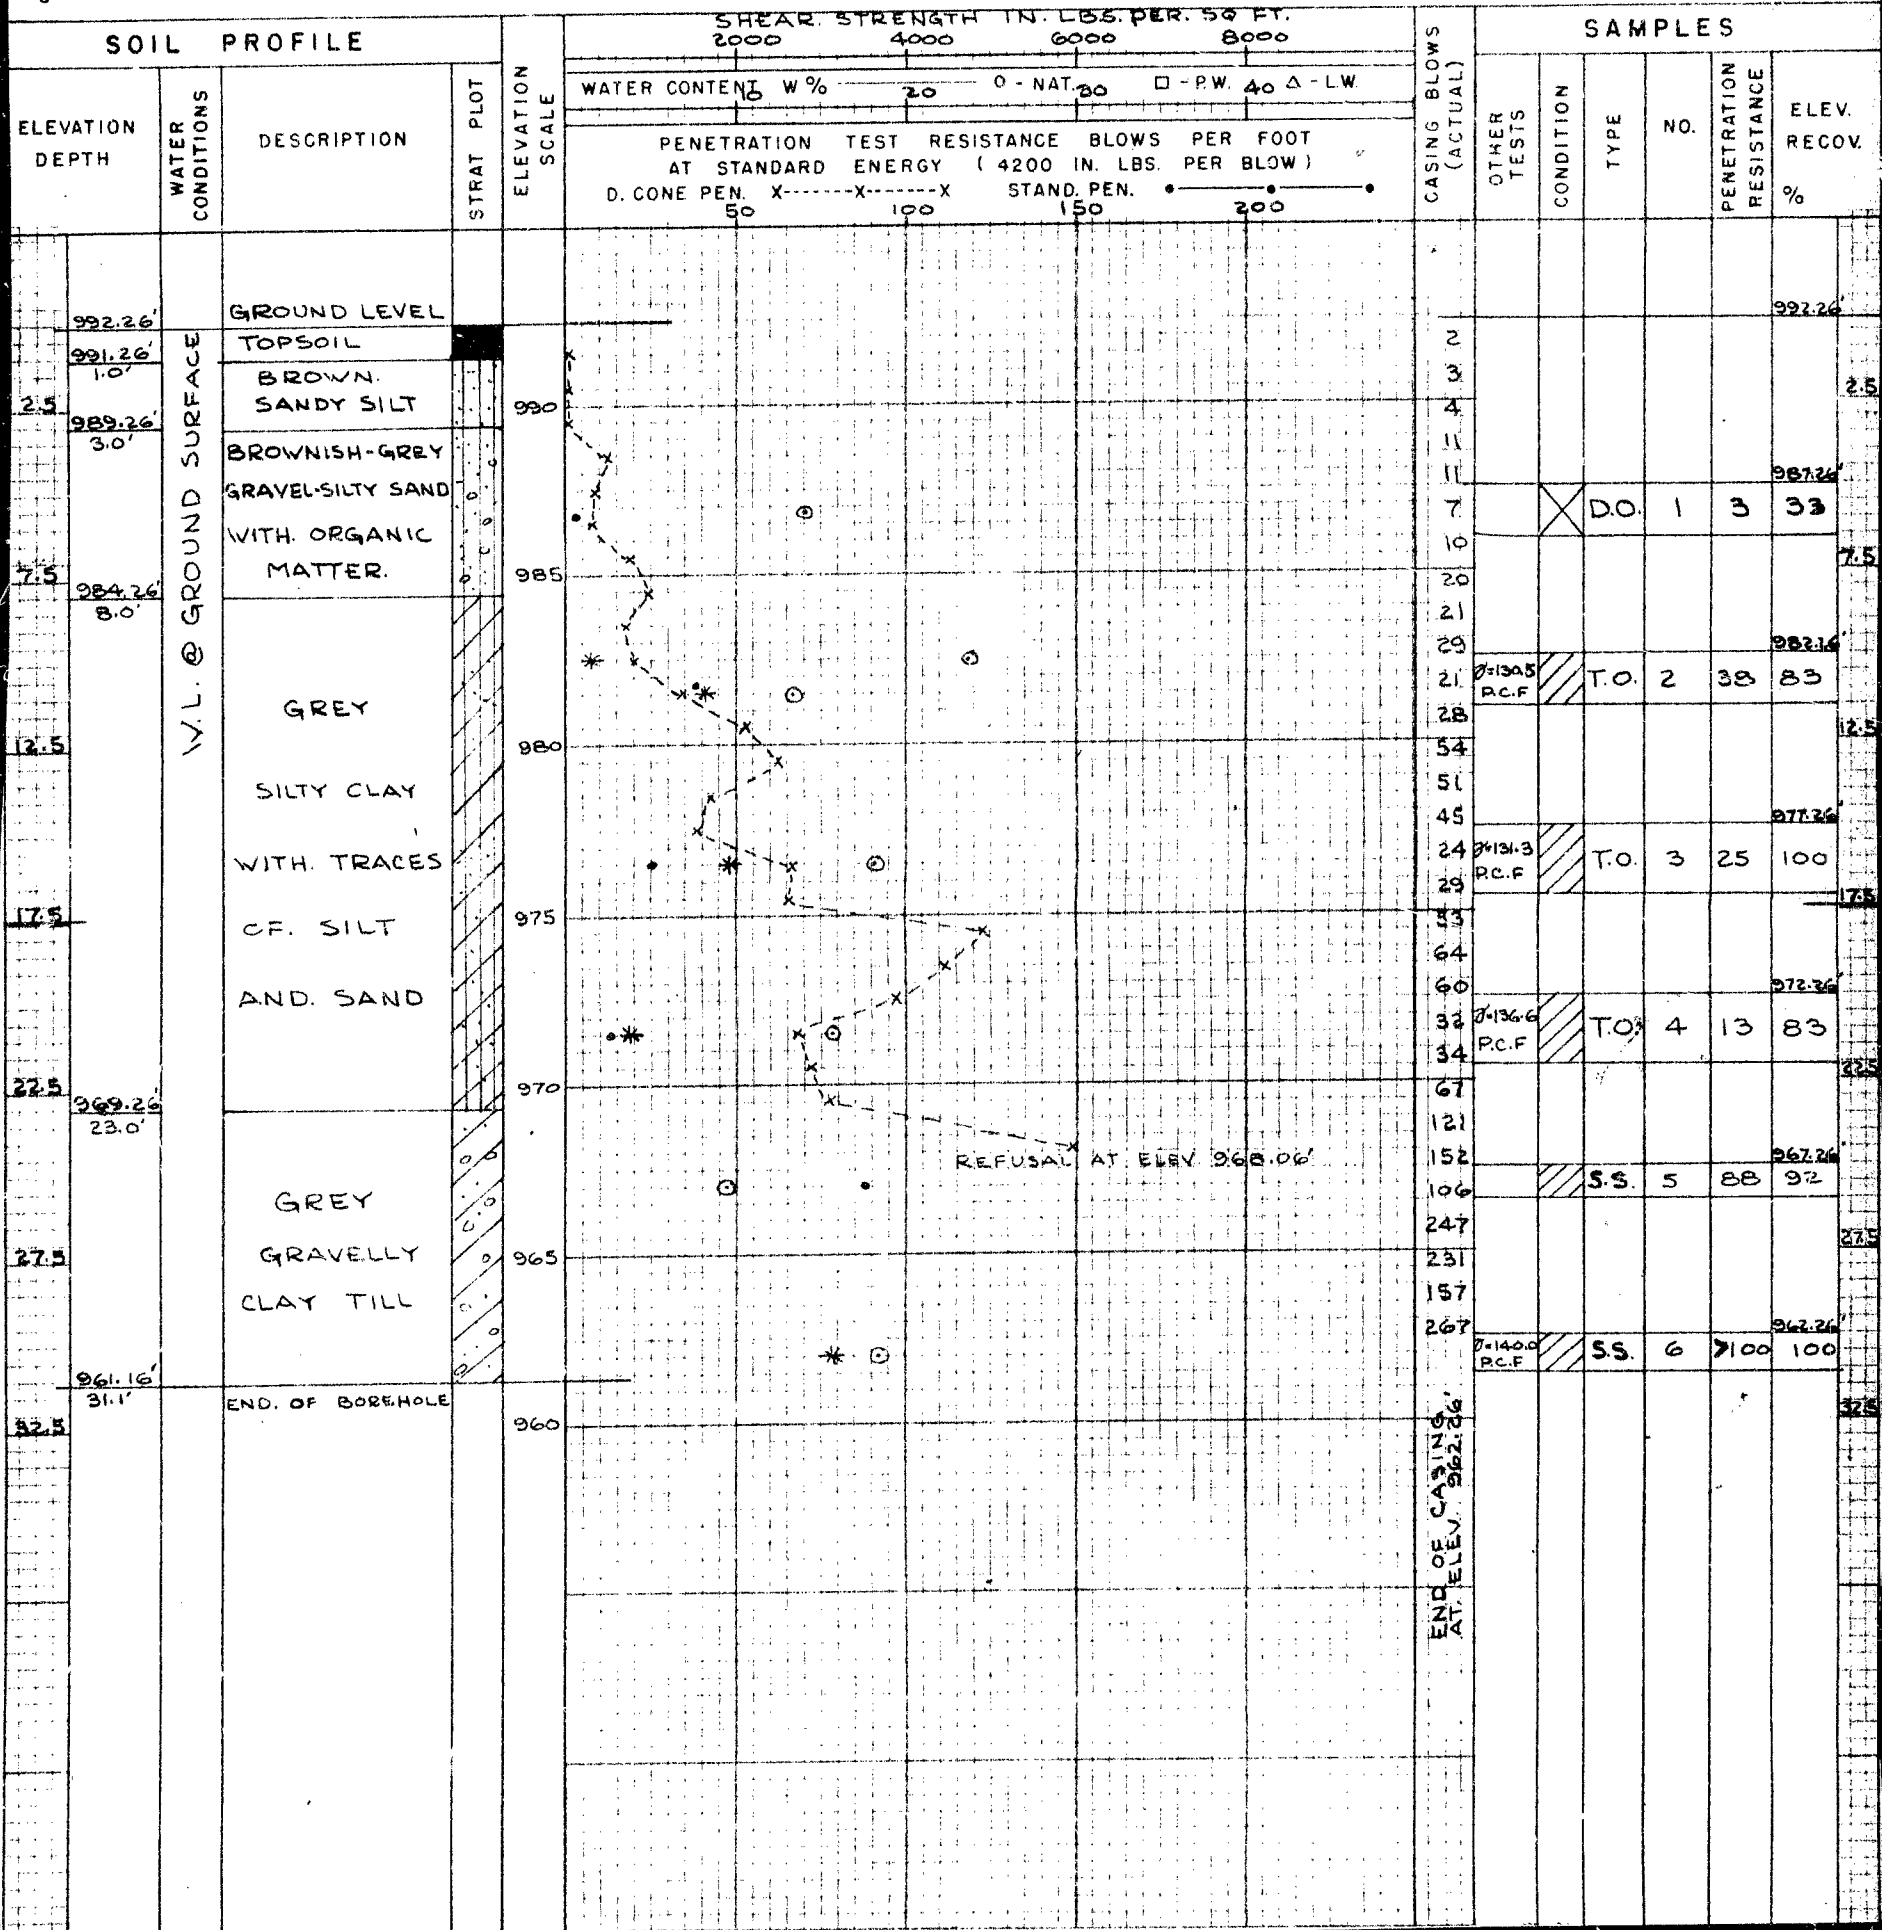 SHEAR. STRENGTH IN. LBS. PER. SQ FT.
2000 4000 6000 8000
SOIL PROFILE
SAMPLES
ELEVATION DEPTH
WATER CONDITIONS
DESCRIPTION
STRAT PLOT
ELEVATION SCALE
WATER CONTENT W % O - NAT. □ - P.W. △ - L.W.
10 20 30 40
PENETRATION TEST RESISTANCE BLOWS PER FOOT
AT STANDARD ENERGY ( 4200 IN. LBS. PER BLOW )
D. CONE PEN. X-------X-------X STAND. PEN.
50 100 150 200
CASING BLOWS (ACTUAL)
OTHER TESTS
CONDITION
TYPE
NO.
PENETRATION RESISTANCE
ELEV. RECOV. %
W.L. @ GROUND SURFACE
992.26' GROUND LEVEL
TOPSOIL
991.26'
1.0'
BROWN.
SANDY SILT
989.26'
3.0'
BROWNISH-GREY
GRAVEL-SILTY SAND
WITH. ORGANIC
MATTER.
984.26'
8.0'
GREY
SILTY CLAY
WITH. TRACES
OF. SILT
AND. SAND
969.26'
23.0'
GREY
GRAVELLY
CLAY TILL
961.16'
31.1'
END. OF BOREHOLE
2.5
7.5
12.5
17.5
22.5
27.5
32.5
990
985
980
975
970
965
960
REFUSAL AT ELEV 968.06'
2
3
4
11
11
7
10
20
21
29
21
28
54
51
45
24
29
53
64
60
32
34
67
121
152
106
247
231
157
267
END OF CASING
AT. ELEV. 962.26'
992.26'
987.26'
D.O. 1 3 33
982.26'
γ=130.5 P.C.F T.O. 2 38 83
977.26'
γ=131.3 P.C.F T.O. 3 25 100
972.26'
γ=136.6 P.C.F T.O. 4 13 83
967.26'
S.S. 5 88 92
962.26'
γ=140.0 P.C.F S.S. 6 >100 100
2.5
7.5
12.5
17.5
22.5
27.5
32.5